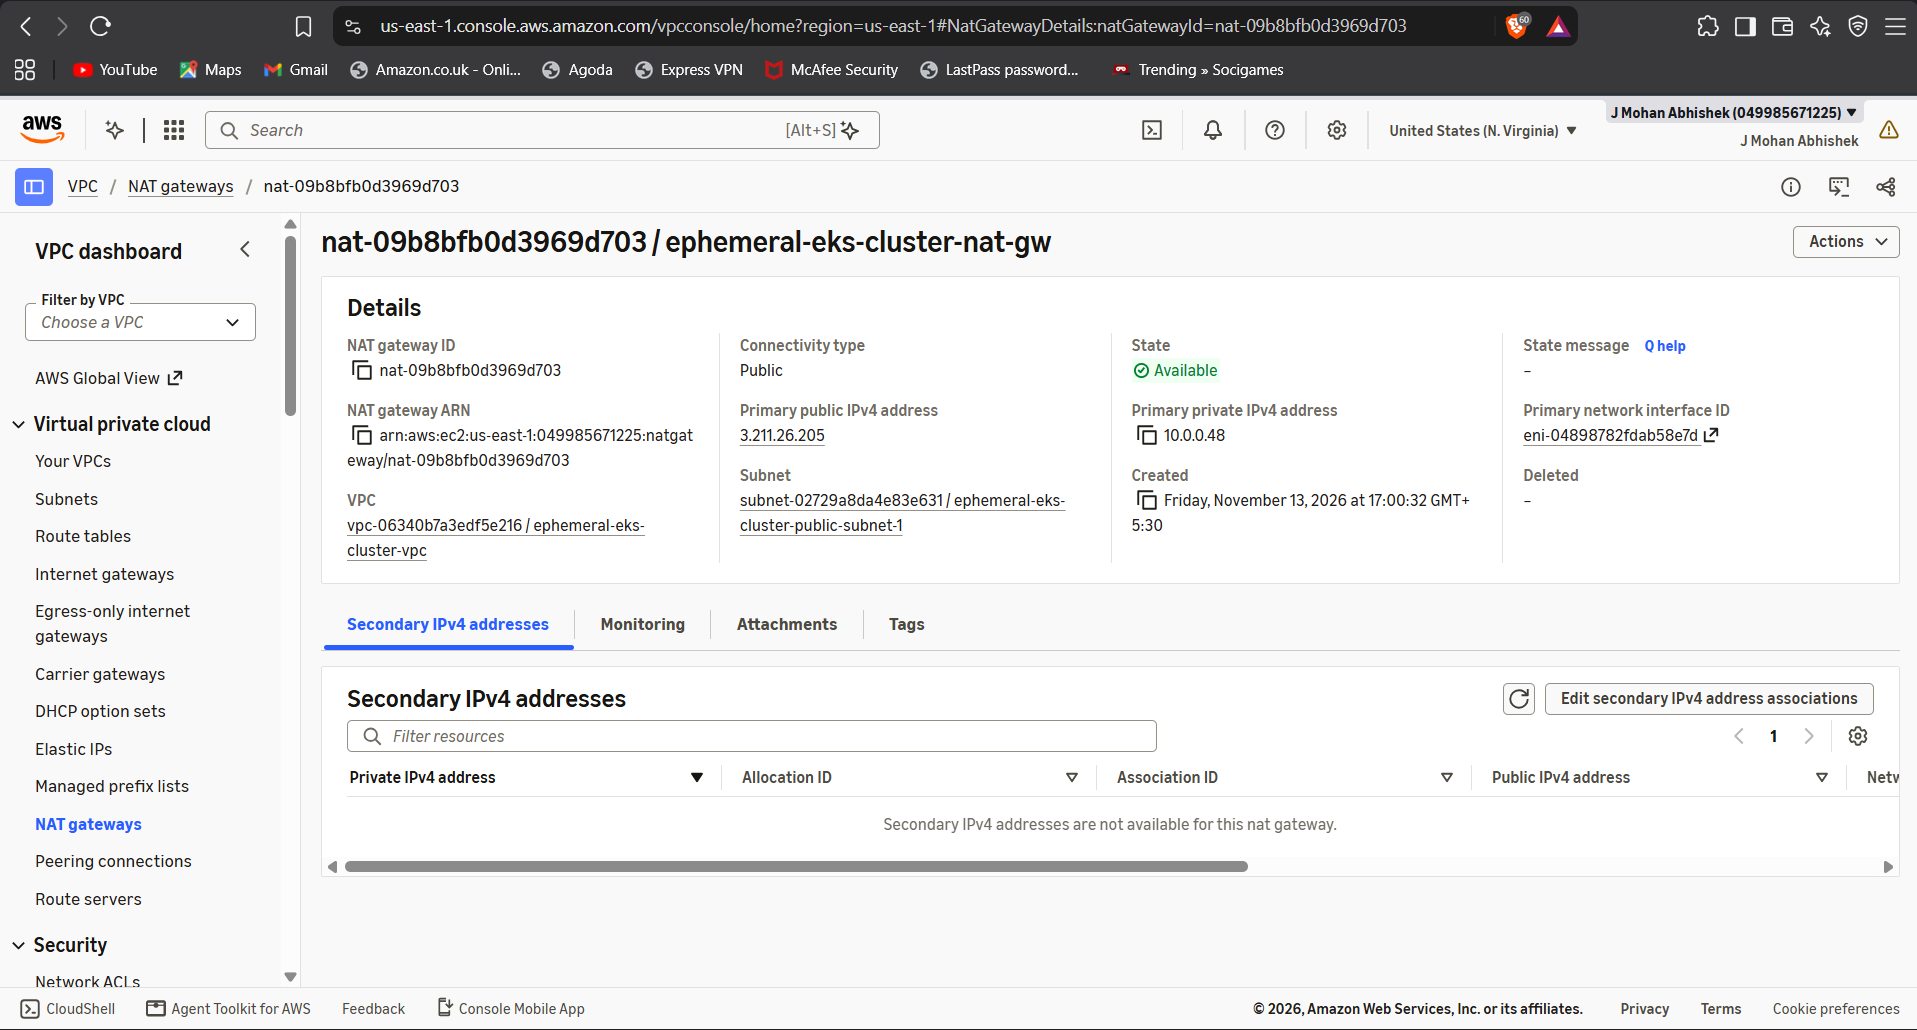 us-east-1.console.aws.amazon.com/vpcconsole/home?region=us-east-1#NatGatewayDetails:natGatewayId=nat-09b8bfb0d3969d703
60
YouTube Maps Gmail Amazon.co.uk - Onli... Agoda Express VPN McAfee Security LastPass password... Trending » Socigames
aws Search [Alt+S] United States (N. Virginia) J Mohan Abhishek (049985671225)
J Mohan Abhishek
VPC / NAT gateways / nat-09b8bfb0d3969d703
VPC dashboard
Filter by VPC
Choose a VPC
AWS Global View
Virtual private cloud
Your VPCs
Subnets
Route tables
Internet gateways
Egress-only internet
gateways
Carrier gateways
DHCP option sets
Elastic IPs
Managed prefix lists
NAT gateways
Peering connections
Route servers
Security
Network ACLs
nat-09b8bfb0d3969d703 / ephemeral-eks-cluster-nat-gw
Actions
Details
NAT gateway ID
nat-09b8bfb0d3969d703
NAT gateway ARN
arn:aws:ec2:us-east-1:049985671225:natgat
eway/nat-09b8bfb0d3969d703
VPC
vpc-06340b7a3edf5e216 / ephemeral-eks-
cluster-vpc
Connectivity type
Public
Primary public IPv4 address
3.211.26.205
Subnet
subnet-02729a8da4e83e631 / ephemeral-eks-
cluster-public-subnet-1
State
Available
Primary private IPv4 address
10.0.0.48
Created
Friday, November 13, 2026 at 17:00:32 GMT+
5:30
State message Q help
–
Primary network interface ID
eni-04898782fdab58e7d
Deleted
–
Secondary IPv4 addresses Monitoring Attachments Tags
Secondary IPv4 addresses
Edit secondary IPv4 address associations
Filter resources
1
Private IPv4 address Allocation ID Association ID Public IPv4 address Netw
Secondary IPv4 addresses are not available for this nat gateway.
CloudShell Agent Toolkit for AWS Feedback Console Mobile App © 2026, Amazon Web Services, Inc. or its affiliates. Privacy Terms Cookie preferences